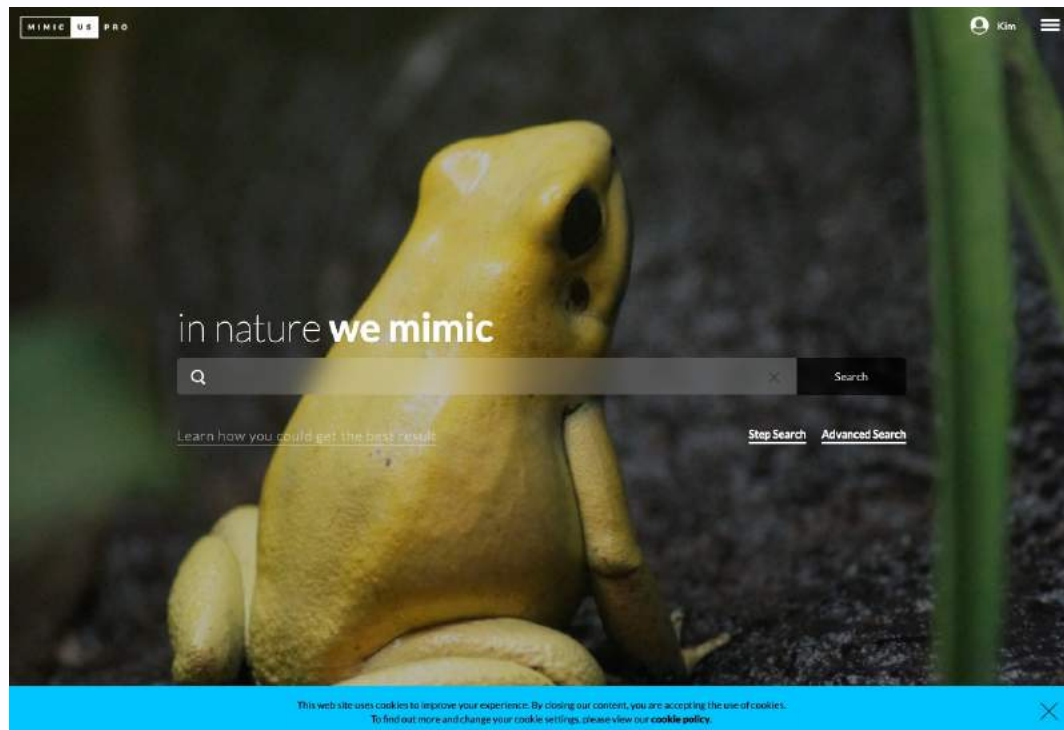 MIMIC US PRO
Kim
in nature we mimic
Search
Learn how you could get the best result
Step Search Advanced Search
This web site uses cookies to improve your experience. By closing our content, you are accepting the use of cookies.
To find out more and change your cookie settings, please view our cookie policy.